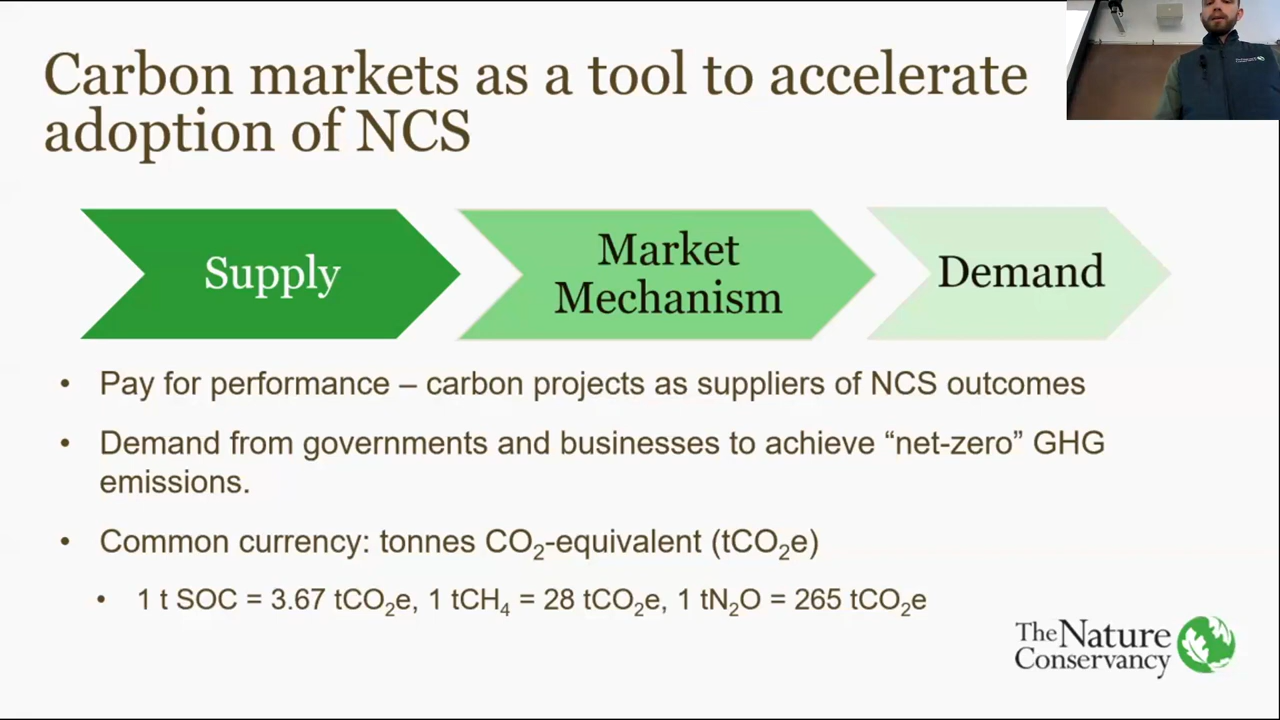 Carbon markets as a tool to accelerate
adoption of NCS
Supply
Market
Mechanism
Demand
• Pay for performance – carbon projects as suppliers of NCS outcomes
• Demand from governments and businesses to achieve “net-zero” GHG
emissions.
• Common currency: tonnes CO₂-equivalent (tCO₂e)
• 1 t SOC = 3.67 tCO₂e, 1 tCH₄ = 28 tCO₂e, 1 tN₂O = 265 tCO₂e
The Nature
Conservancy